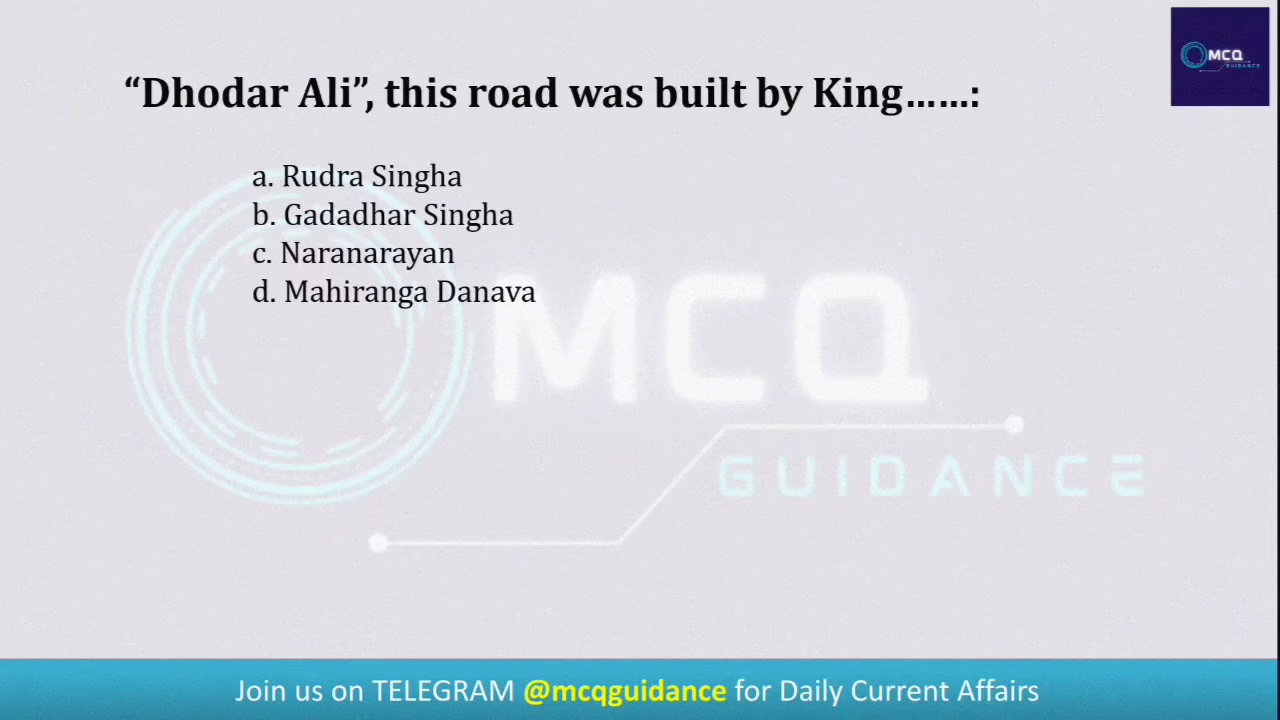 MCQ
GUIDANCE
“Dhodar Ali”, this road was built by King……:
a. Rudra Singha
b. Gadadhar Singha
c. Naranarayan
d. Mahiranga Danava
MCQ
GUIDANCE
Join us on TELEGRAM @mcqguidance for Daily Current Affairs